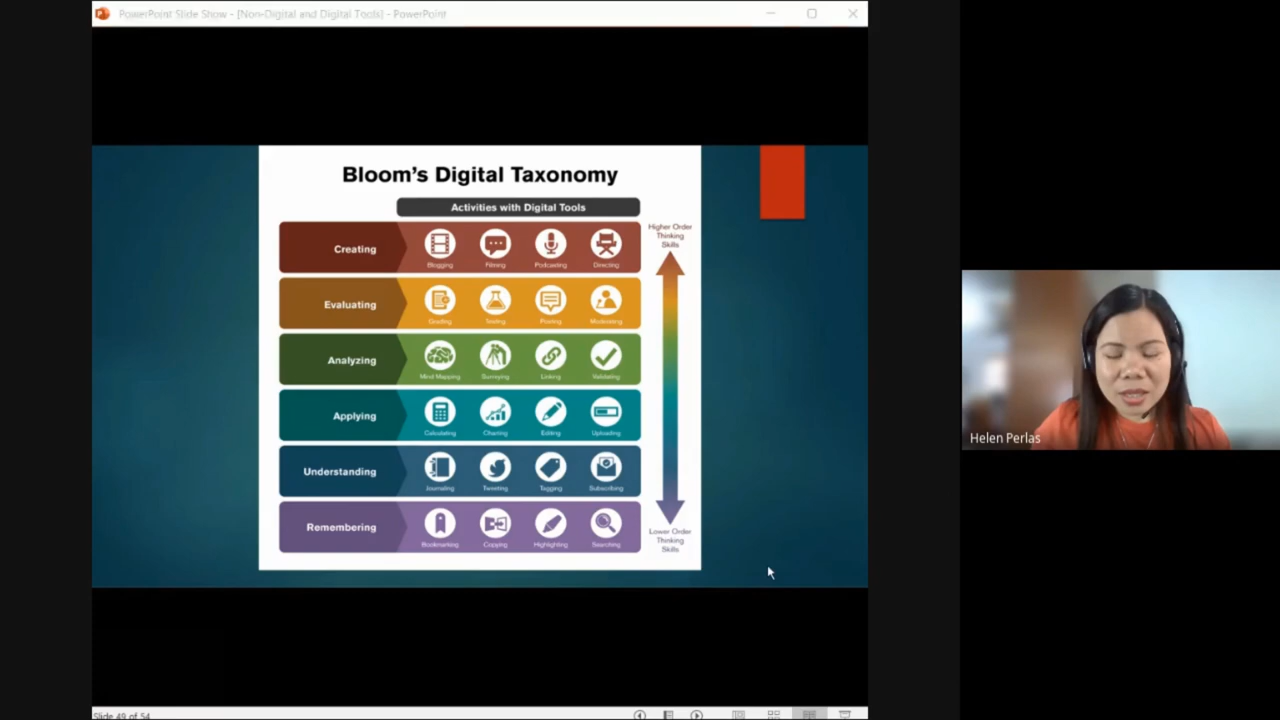 PowerPoint Slide Show - [Non-Digital and Digital Tools] - PowerPoint
Bloom's Digital Taxonomy
Activities with Digital Tools
Higher Order
Thinking
Skills
Creating
Blogging Filming Podcasting Directing
Evaluating
Grading Testing Posting Moderating
Analyzing
Mind Mapping Surveying Linking Validating
Applying
Calculating Charting Editing Uploading
Understanding
Journaling Tweeting Tagging Subscribing
Remembering
Bookmarking Copying Highlighting Searching
Lower Order
Thinking
Skills
Helen Perlas
Slide 49 of 54